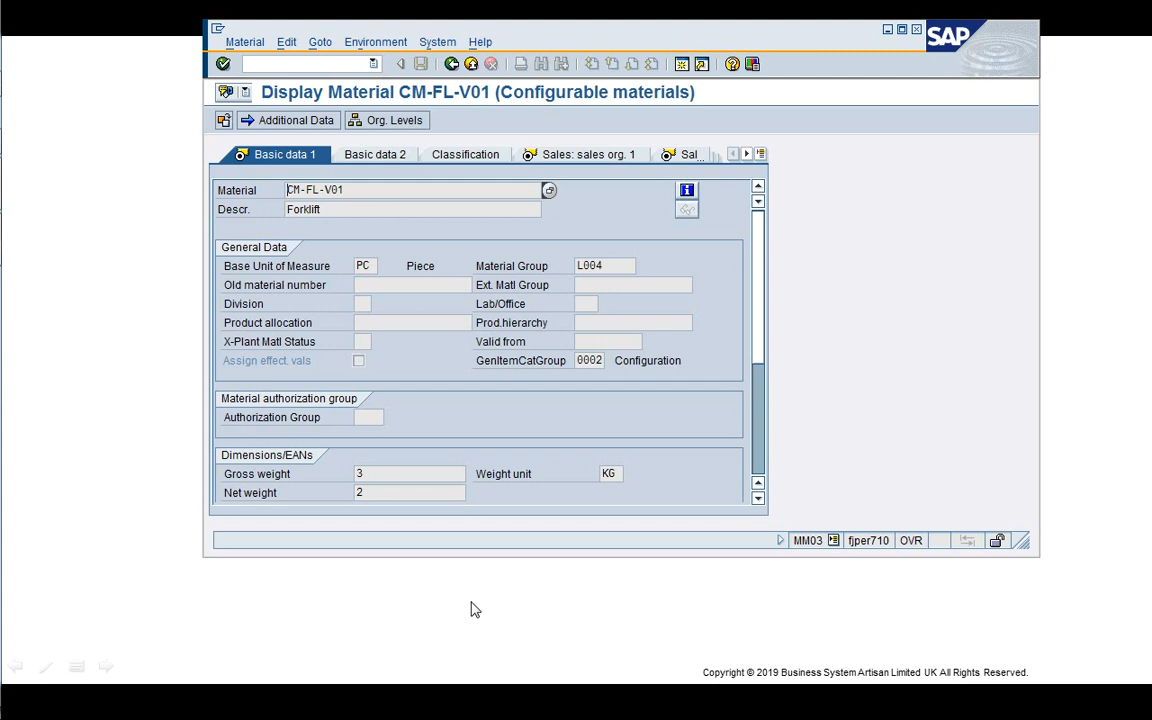 Material Edit Goto Environment System Help
SAP
Display Material CM-FL-V01 (Configurable materials)
Additional Data Org. Levels
Basic data 1 Basic data 2 Classification Sales: sales org. 1 Sal...
Material CM-FL-V01
Descr. Forklift
General Data
Base Unit of Measure PC Piece Material Group L004
Old material number Ext. Matl Group
Division Lab/Office
Product allocation Prod.hierarchy
X-Plant Matl Status Valid from
Assign effect. vals GenItemCatGroup 0002 Configuration
Material authorization group
Authorization Group
Dimensions/EANs
Gross weight 3 Weight unit KG
Net weight 2
MM03 fjper710 OVR
Copyright © 2019 Business System Artisan Limited UK All Rights Reserved.